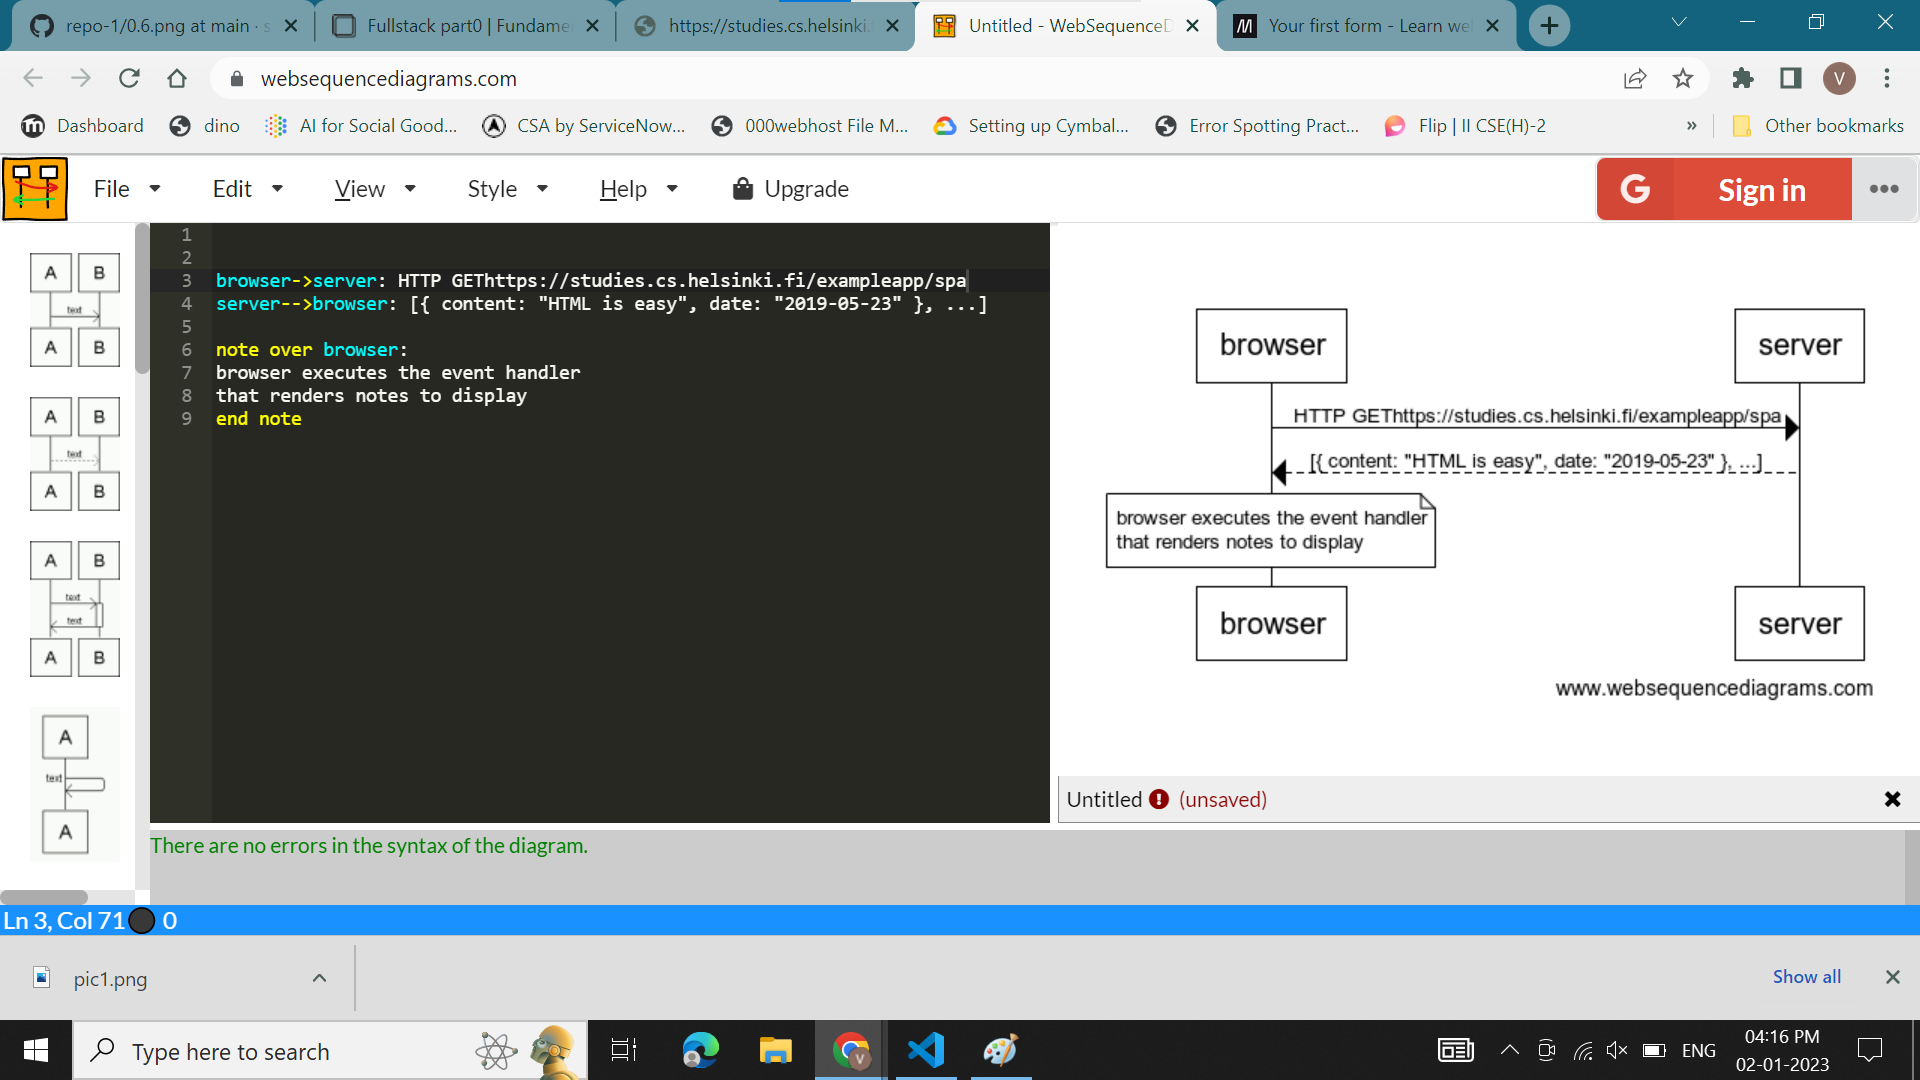 repo-1/0.6.png at main · s
Fullstack part0 | Fundame
https://studies.cs.helsinki.f
Untitled - WebSequenceD
Your first form - Learn we
websequencediagrams.com
V
Dashboard
dino
AI for Social Good...
CSA by ServiceNow...
000webhost File M...
Setting up Cymbal...
Error Spotting Pract...
Flip | II CSE(H)-2
»
Other bookmarks
File
Edit
View
Style
Help
Upgrade
G Sign in
A B
text
A B
A B
text
A B
A B
text
text
A B
A
text
A
1
2
3 browser->server: HTTP GEThttps://studies.cs.helsinki.fi/exampleapp/spa
4 server-->browser: [{ content: "HTML is easy", date: "2019-05-23" }, ...]
5
6 note over browser:
7 browser executes the event handler
8 that renders notes to display
9 end note
browser server
HTTP GEThttps://studies.cs.helsinki.fi/exampleapp/spa
[{ content: "HTML is easy", date: "2019-05-23" }, ...]
browser executes the event handler
that renders notes to display
browser server
www.websequencediagrams.com
Untitled (unsaved)
There are no errors in the syntax of the diagram.
Ln 3, Col 71 0
pic1.png
Show all
Type here to search
V
ENG
04:16 PM
02-01-2023